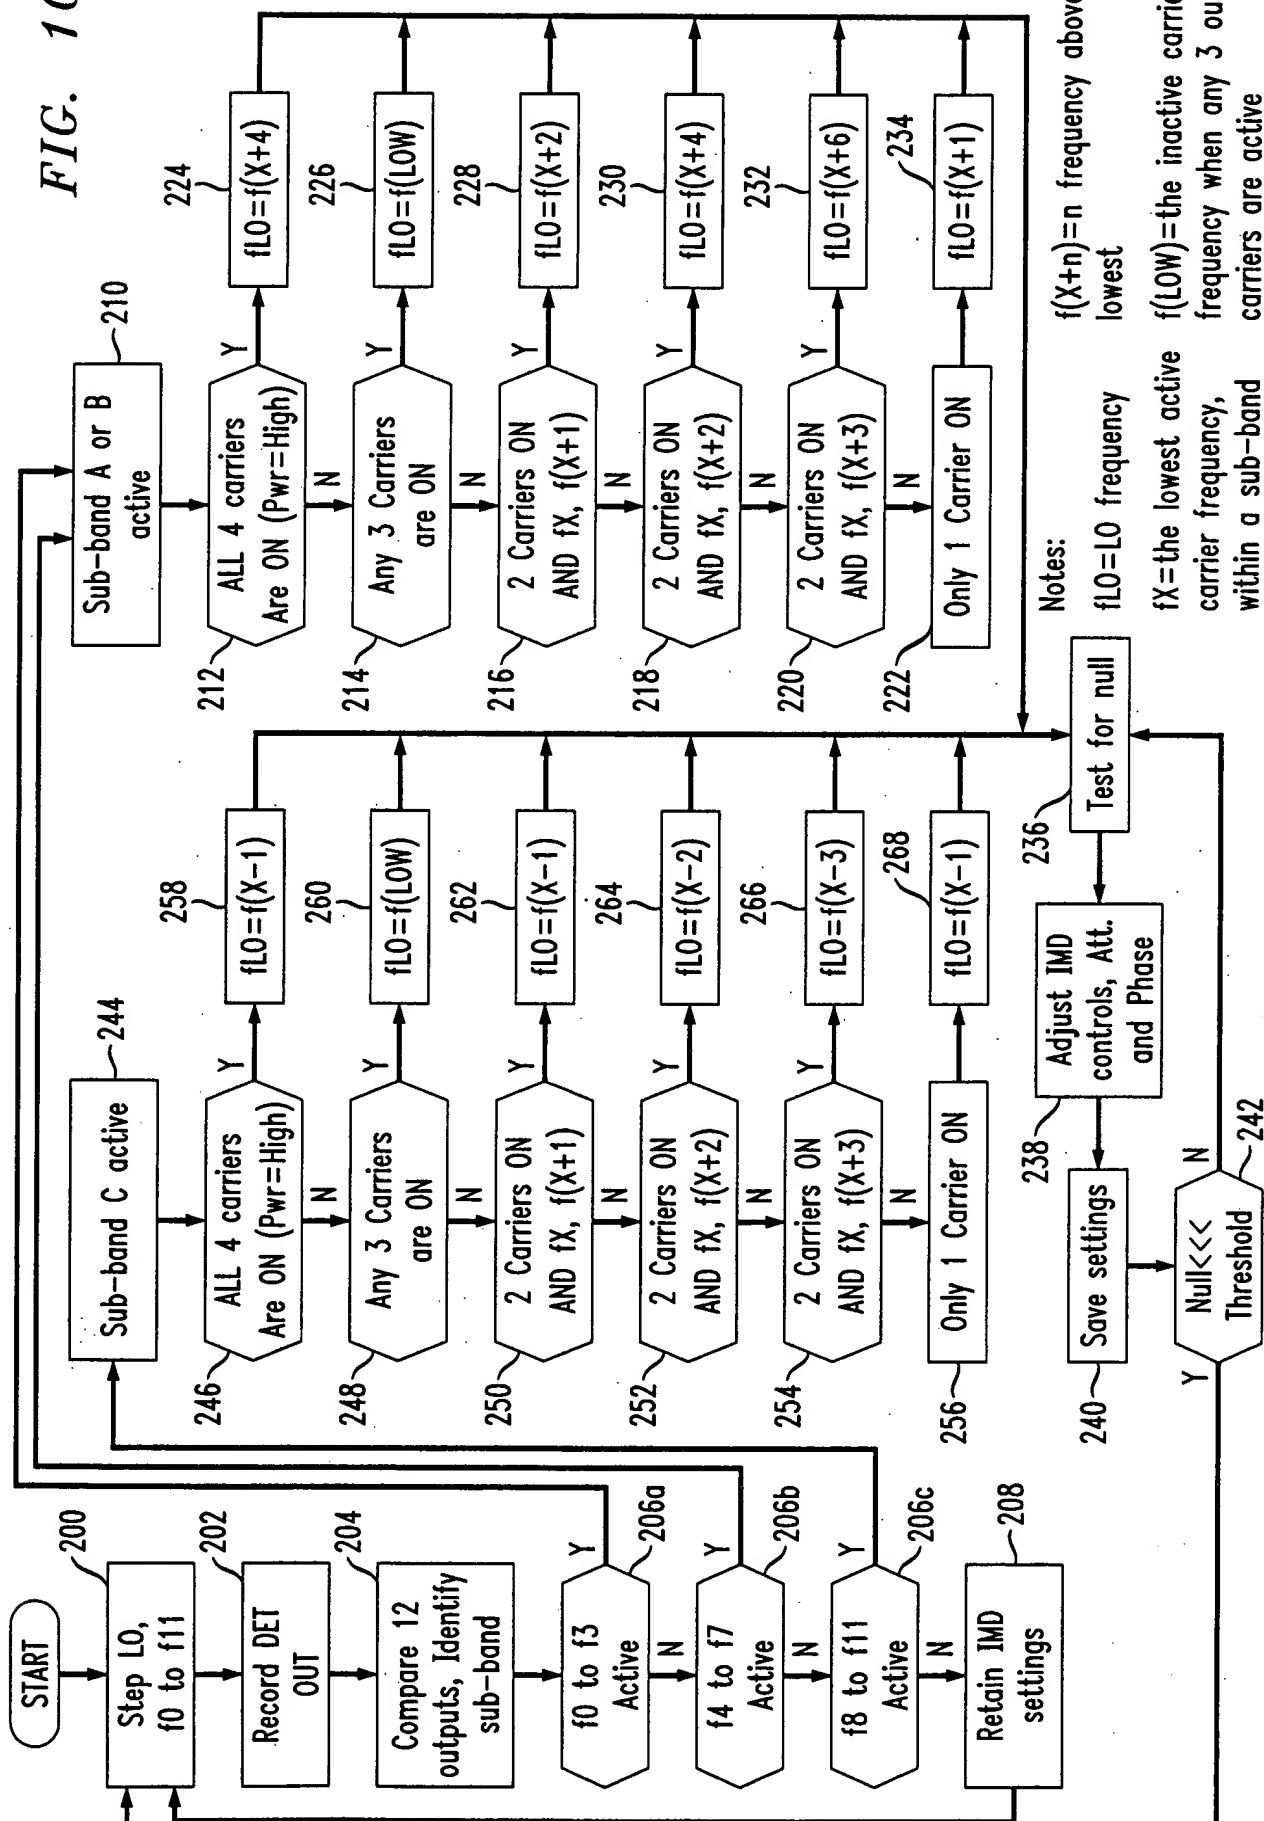 FIG. 10
START
200
Step LO,
f0 to f11
202
Record DET
OUT
204
Compare 12
outputs, Identify
sub-band
f0 to f3
Active
Y
206a
N
f4 to f7
Active
Y
206b
N
f8 to f11
Active
Y
206c
N
208
Retain IMD
settings
244
Sub-band C active
246
ALL 4 carriers
Are ON (Pwr=High)
Y
258
fLO=f(X-1)
N
248
Any 3 Carriers
are ON
Y
260
fLO=f(LOW)
N
250
2 Carriers ON
AND fX, f(X+1)
Y
262
fLO=f(X-1)
N
252
2 Carriers ON
AND fX, f(X+2)
Y
264
fLO=f(X-2)
N
254
2 Carriers ON
AND fX, f(X+3)
Y
266
fLO=f(X-3)
N
256
Only 1 Carrier ON
268
fLO=f(X-1)
210
Sub-band A or B
active
212
ALL 4 carriers
Are ON (Pwr=High)
Y
224
fLO=f(X+4)
N
214
Any 3 Carriers
are ON
Y
226
fLO=f(LOW)
N
216
2 Carriers ON
AND fX, f(X+1)
Y
228
fLO=f(X+2)
N
218
2 Carriers ON
AND fX, f(X+2)
Y
230
fLO=f(X+4)
N
220
2 Carriers ON
AND fX, f(X+3)
Y
232
fLO=f(X+6)
N
222
Only 1 Carrier ON
234
fLO=f(X+1)
236
Test for null
238
Adjust IMD
controls, Att.
and Phase
240
Save settings
242
Null<<<
Threshold
Y
N
Notes:
fLO=LO frequency
fX=the lowest active
carrier frequency,
within a sub-band
f(X+n)=n frequency above
lowest
f(LOW)=the inactive
frequency when any 3
carriers are active